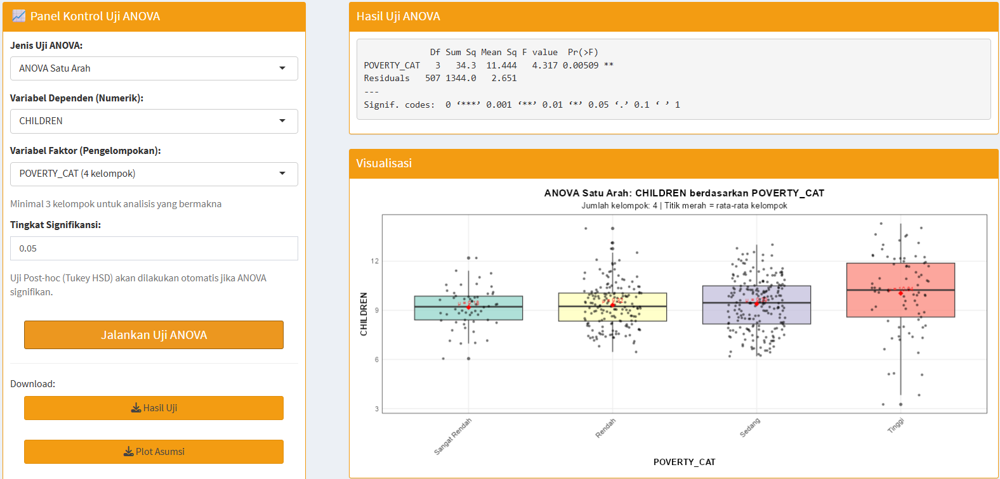 Panel Kontrol Uji ANOVA
Jenis Uji ANOVA:
ANOVA Satu Arah
Variabel Dependen (Numerik):
CHILDREN
Variabel Faktor (Pengelompokan):
POVERTY_CAT (4 kelompok)
Minimal 3 kelompok untuk analisis yang bermakna
Tingkat Signifikansi:
0.05
Uji Post-hoc (Tukey HSD) akan dilakukan otomatis jika ANOVA
signifikan.
Jalankan Uji ANOVA
Download:
Hasil Uji
Plot Asumsi
Hasil Uji ANOVA
Df Sum Sq Mean Sq F value Pr(>F)
POVERTY_CAT 3 34.3 11.444 4.317 0.00509 **
Residuals 507 1344.0 2.651
---
Signif. codes: 0 ‘***’ 0.001 ‘**’ 0.01 ‘*’ 0.05 ‘.’ 0.1 ‘ ’ 1
Visualisasi
ANOVA Satu Arah: CHILDREN berdasarkan POVERTY_CAT
Jumlah kelompok: 4 | Titik merah = rata-rata kelompok
CHILDREN
12
9
6
3
Sangat Rendah
Rendah
Sedang
Tinggi
POVERTY_CAT